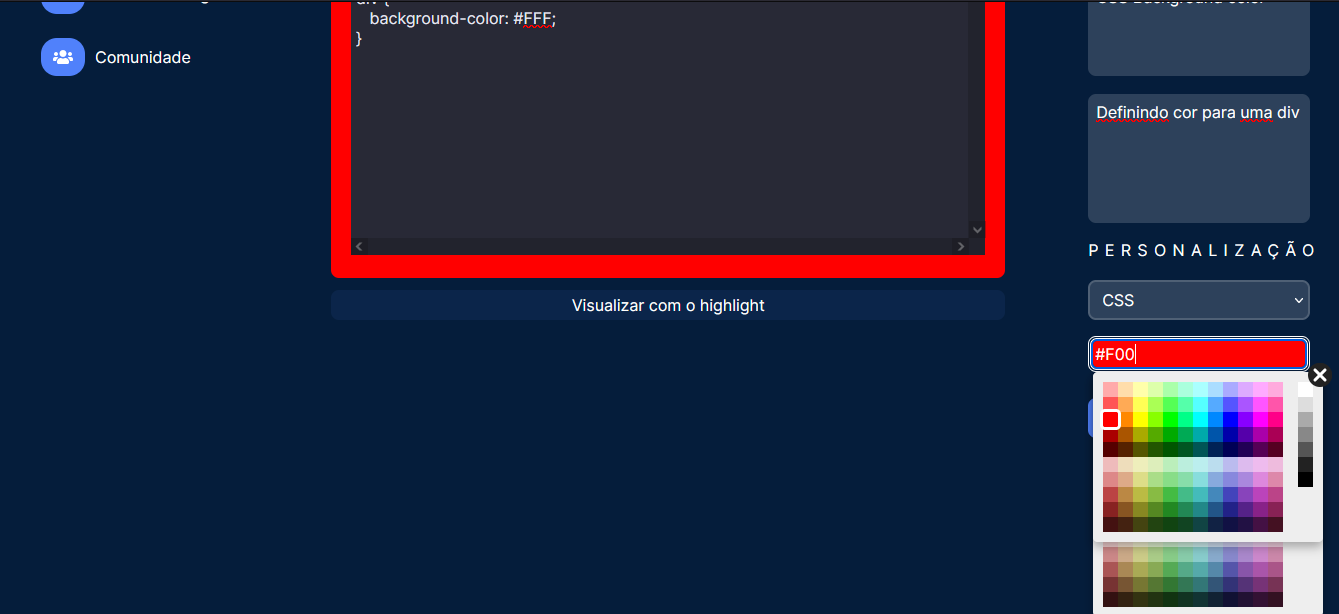 background-color: #FFF;
}
Comunidade
Definindo cor para uma div
PERSONALIZAÇÃO
CSS
Visualizar com o highlight
#F00